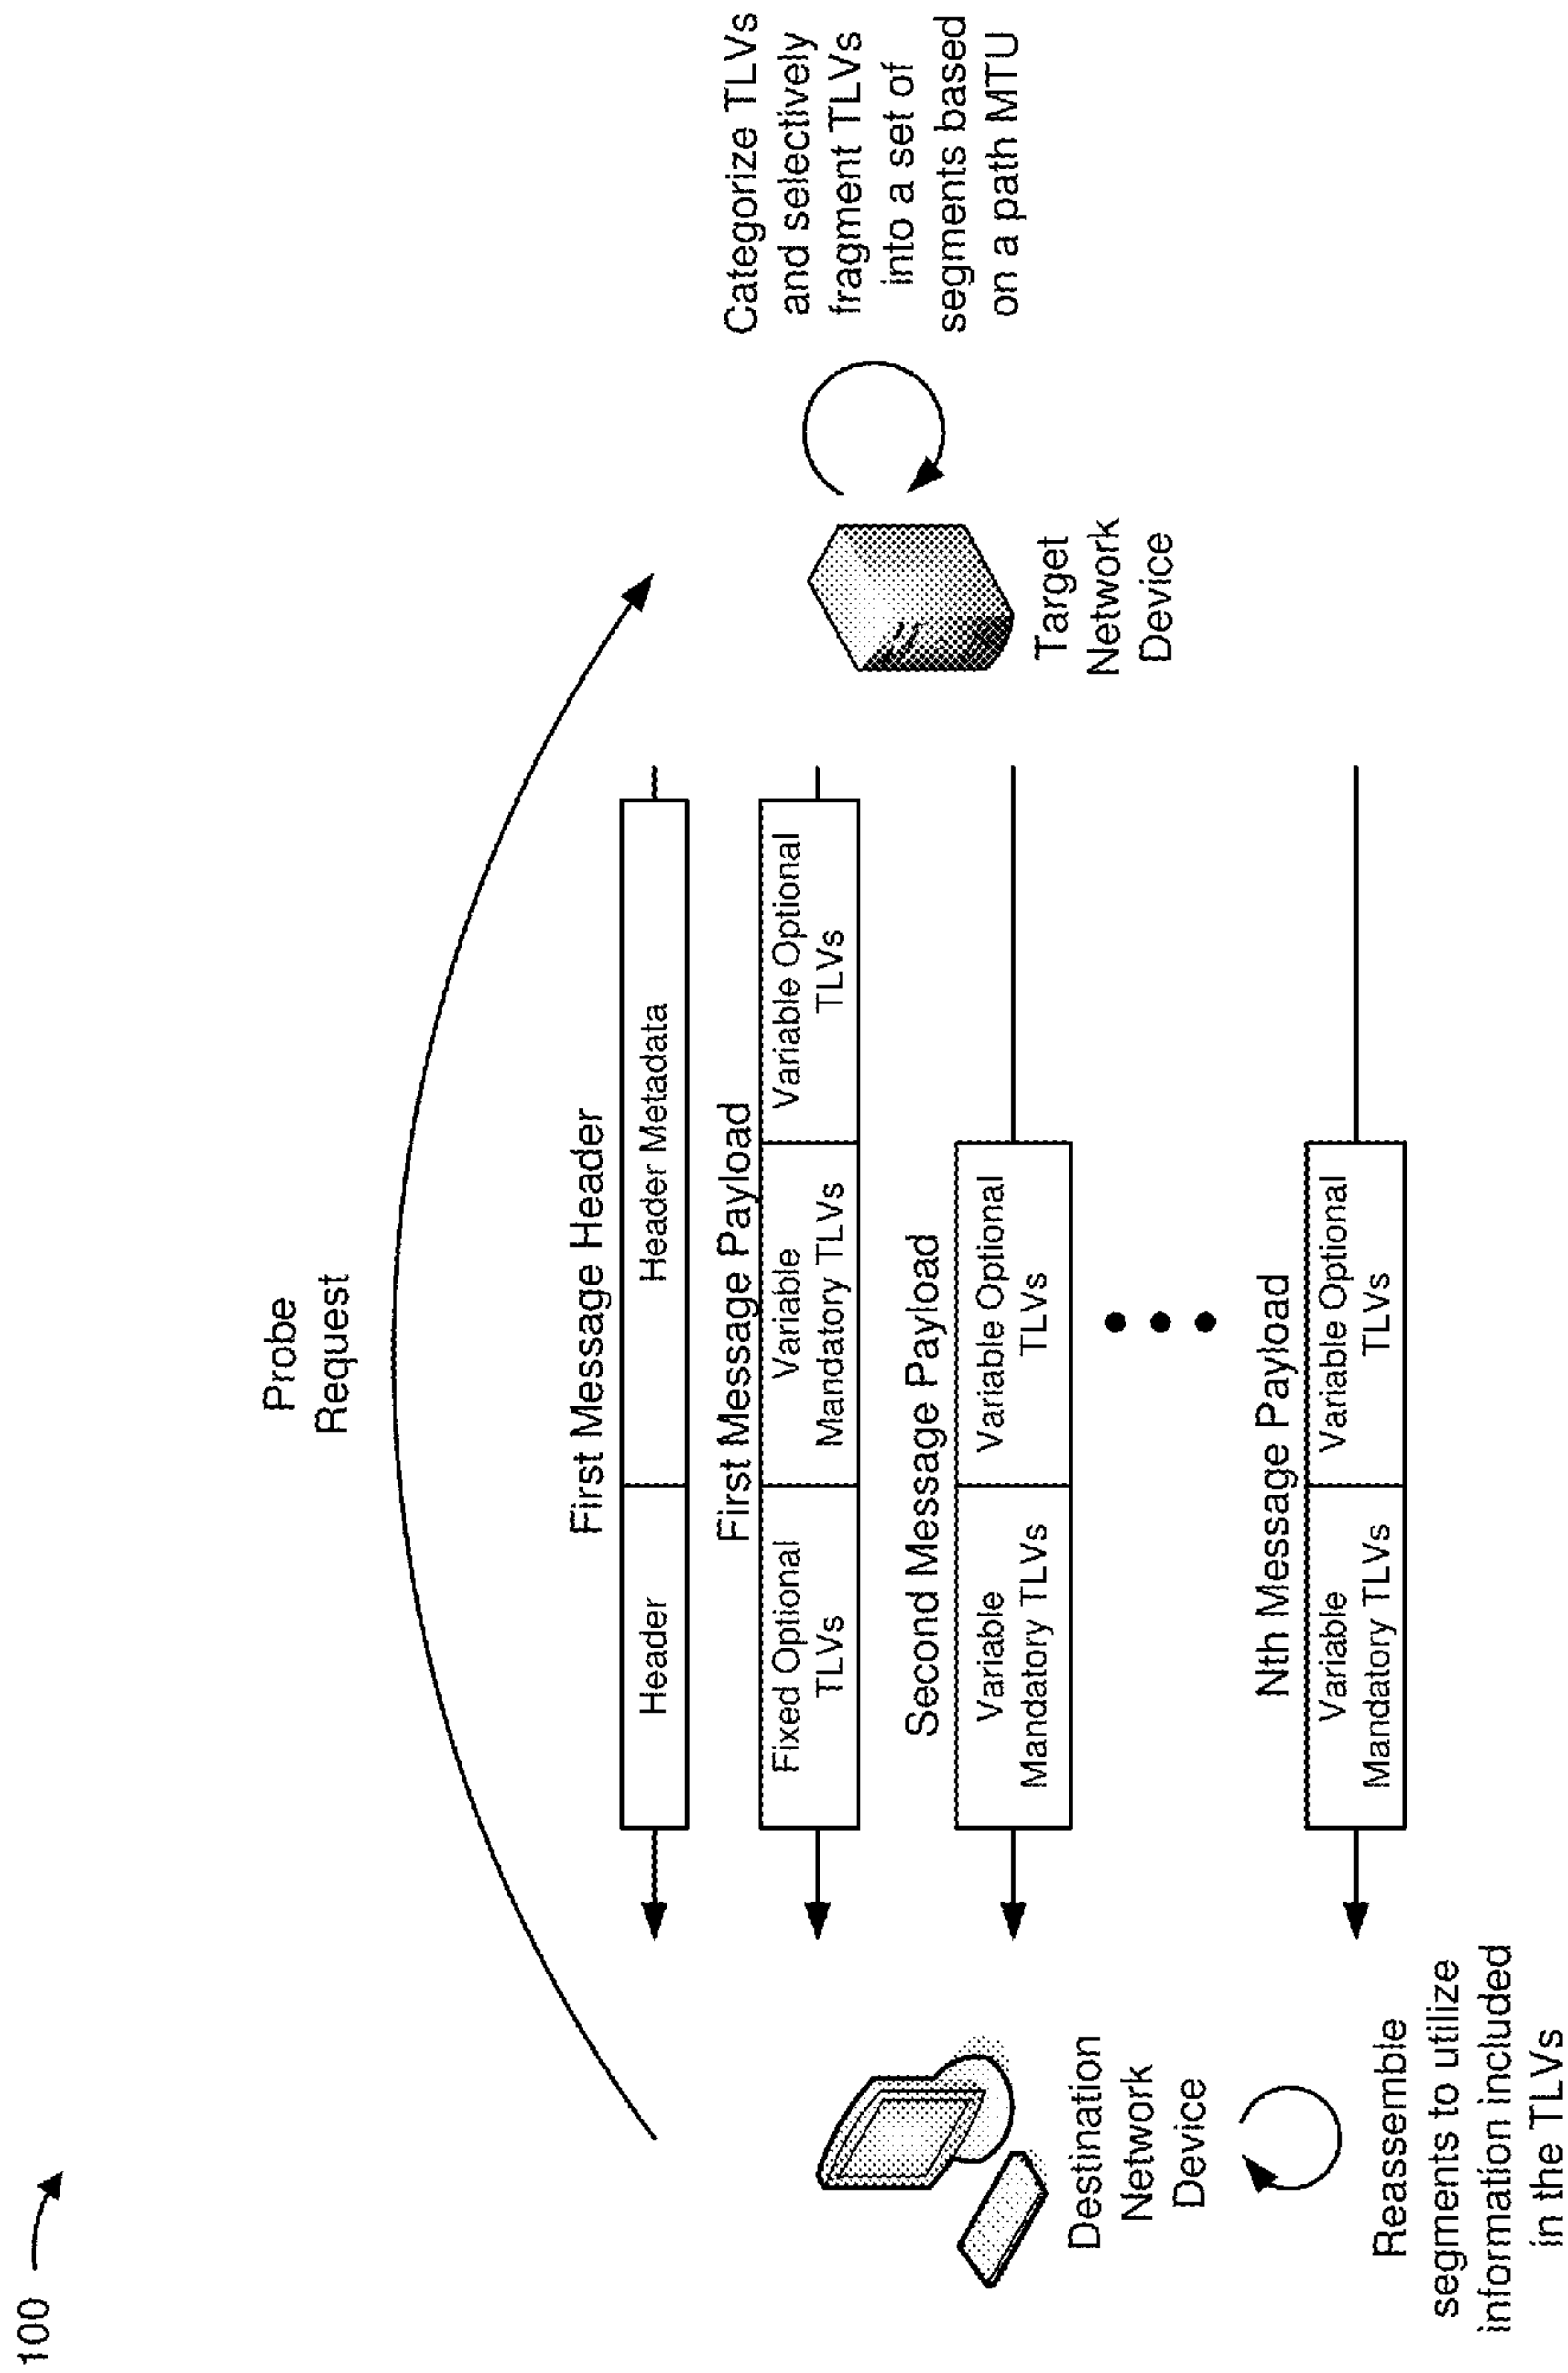 100
Probe
Request
First Message Header
Header
Header Metadata
First Message Payload
Fixed Optional
TLVs
Variable
Mandatory TLVs
Variable Optional
TLVs
Second Message Payload
Variable
Mandatory TLVs
Variable Optional
TLVs
Nth Message Payload
Variable
Mandatory TLVs
Variable Optional
TLVs
Destination
Network
Device
Reassemble
segments to utilize
information included
in the TLVs
Target
Network
Device
Categorize TLVs
and selectively
fragment TLVs
into a set of
segments based
on a path MTU